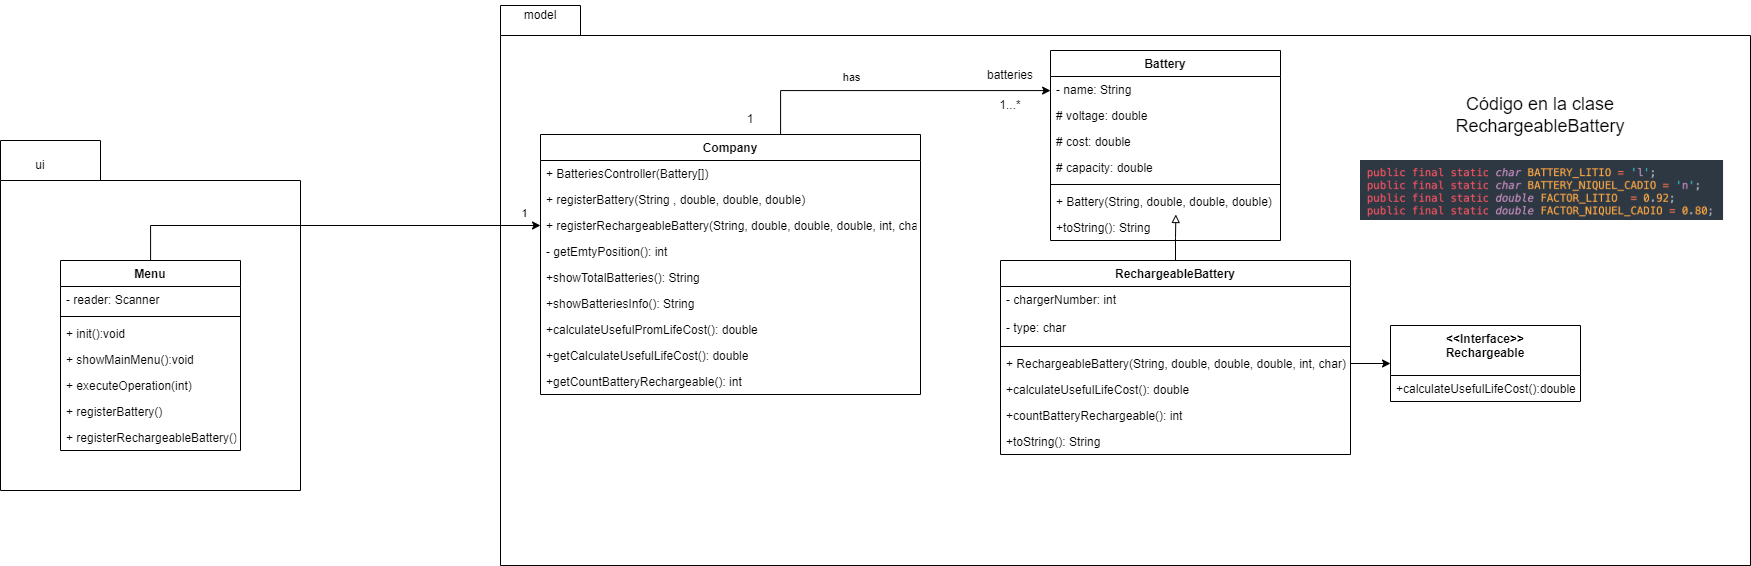 model
ui
Menu
- reader: Scanner
+ init():void
+ showMainMenu():void
+ executeOperation(int)
+ registerBattery()
+ registerRechargeableBattery()
1
Company
+ BatteriesController(Battery[])
+ registerBattery(String , double, double, double)
+ registerRechargeableBattery(String, double, double, double, int, cha
- getEmtyPosition(): int
+showTotalBatteries(): String
+showBatteriesInfo(): String
+calculateUsefulPromLifeCost(): double
+getCalculateUsefulLifeCost(): double
+getCountBatteryRechargeable(): int
1
has
batteries
1...*
Battery
- name: String
# voltage: double
# cost: double
# capacity: double
+ Battery(String, double, double, double)
+toString(): String
RechargeableBattery
- chargerNumber: int
- type: char
+ RechargeableBattery(String, double, double, double, int, char)
+calculateUsefulLifeCost(): double
+countBatteryRechargeable(): int
+toString(): String
<<Interface>>
Rechargeable
+calculateUsefulLifeCost():double
Código en la clase
RechargeableBattery
public final static char BATTERY_LITIO = 'l';
public final static char BATTERY_NIQUEL_CADIO = 'n';
public final static double FACTOR_LITIO  = 0.92;
public final static double FACTOR_NIQUEL_CADIO = 0.80;